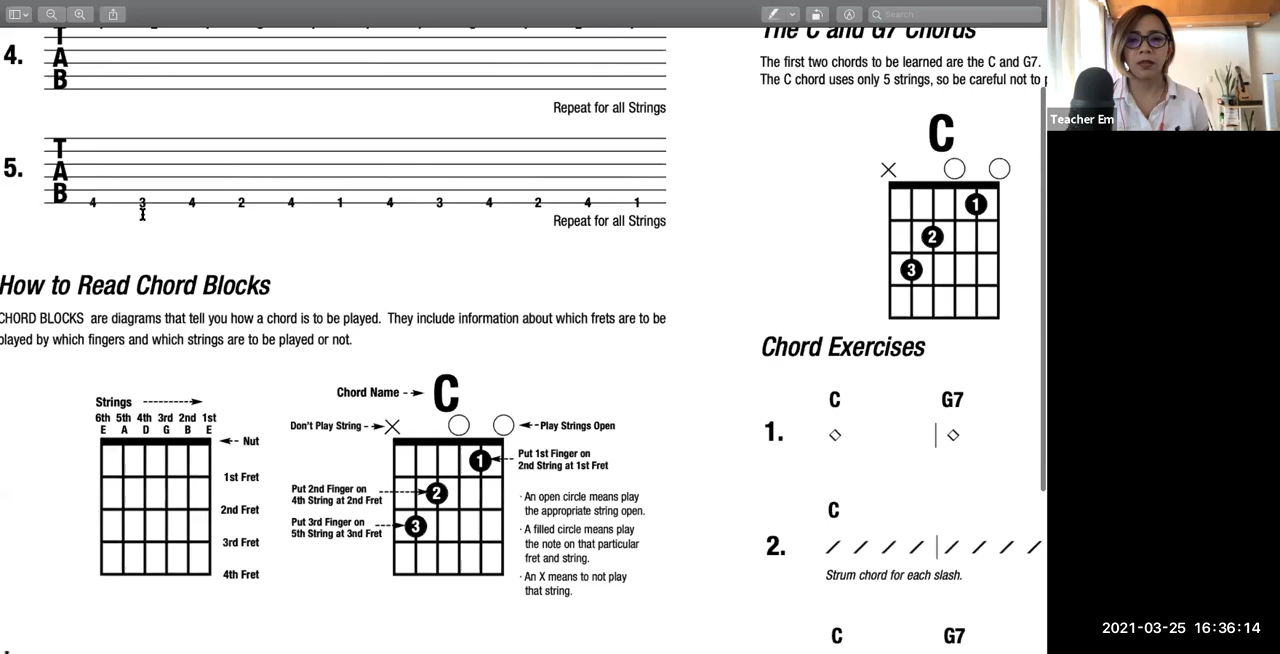 Search
4.
T
A
B
Repeat for all Strings
5.
T
A
B
4 3 4 2 4 1 4 3 4 2 4 1
Repeat for all Strings
How to Read Chord Blocks
CHORD BLOCKS are diagrams that tell you how a chord is to be played. They include information about which frets are to be
played by which fingers and which strings are to be played or not.
Strings
6th 5th 4th 3rd 2nd 1st
E A D G B E
Nut
1st Fret
2nd Fret
3rd Fret
4th Fret
Chord Name
C
Don't Play String
Play Strings Open
1
Put 1st Finger on
2nd String at 1st Fret
Put 2nd Finger on
4th String at 2nd Fret
2
Put 3rd Finger on
5th String at 3nd Fret
3
· An open circle means play
the appropriate string open.
· A filled circle means play
the note on that particular
fret and string.
· An X means to not play
that string.
The C and G7 Chords
The first two chords to be learned are the C and G7.
The C chord uses only 5 strings, so be careful not to
C
1
2
3
Chord Exercises
C G7
1.
C
2.
Strum chord for each slash.
C G7
Teacher Em
2021-03-25 16:36:14